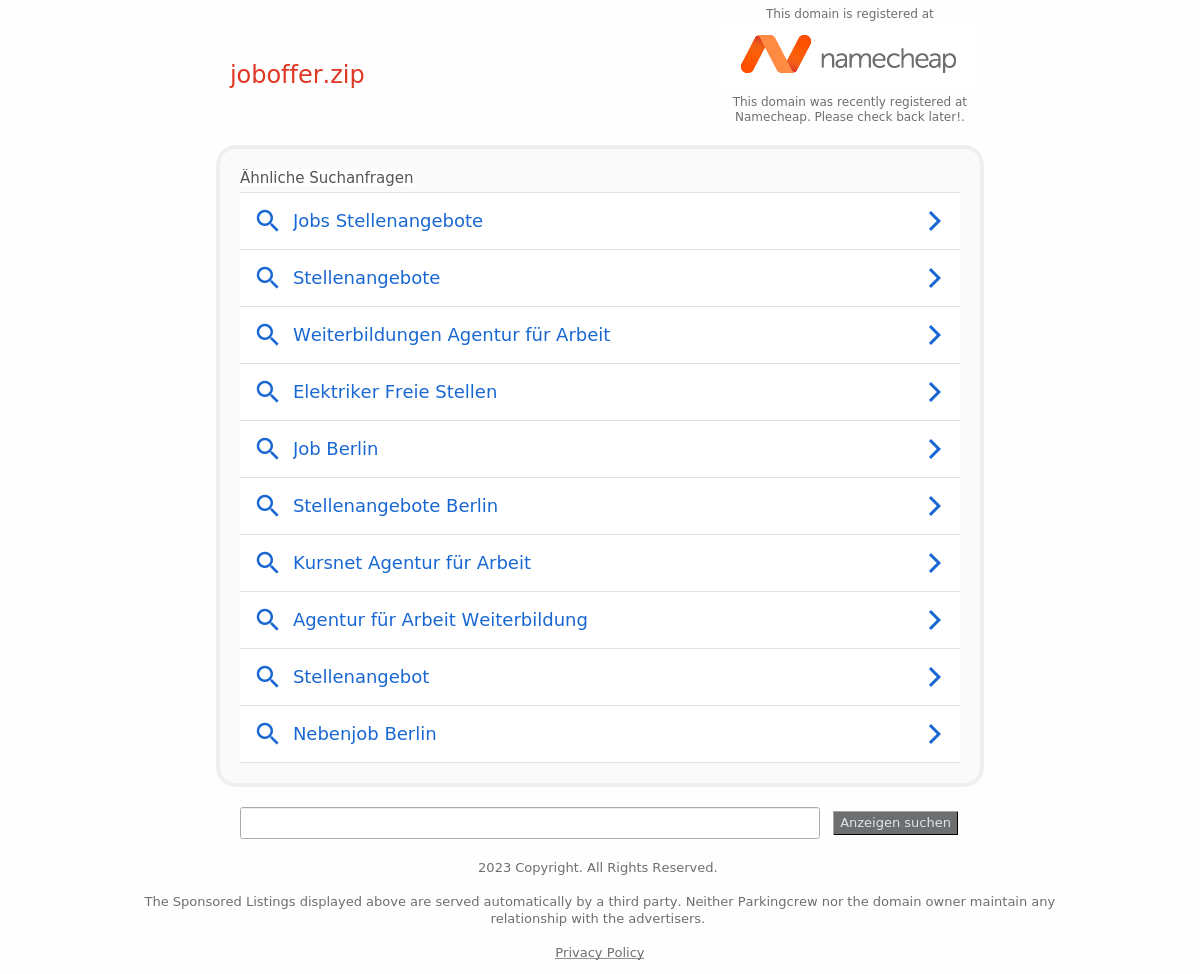 This domain is registered at
namecheap
joboffer.zip
This domain was recently registered at
Namecheap. Please check back later!.
Ähnliche Suchanfragen
Jobs Stellenangebote
Stellenangebote
Weiterbildungen Agentur für Arbeit
Elektriker Freie Stellen
Job Berlin
Stellenangebote Berlin
Kursnet Agentur für Arbeit
Agentur für Arbeit Weiterbildung
Stellenangebot
Nebenjob Berlin
Anzeigen suchen
2023 Copyright. All Rights Reserved.
The Sponsored Listings displayed above are served automatically by a third party. Neither Parkingcrew nor the domain owner maintain any
relationship with the advertisers.
Privacy Policy